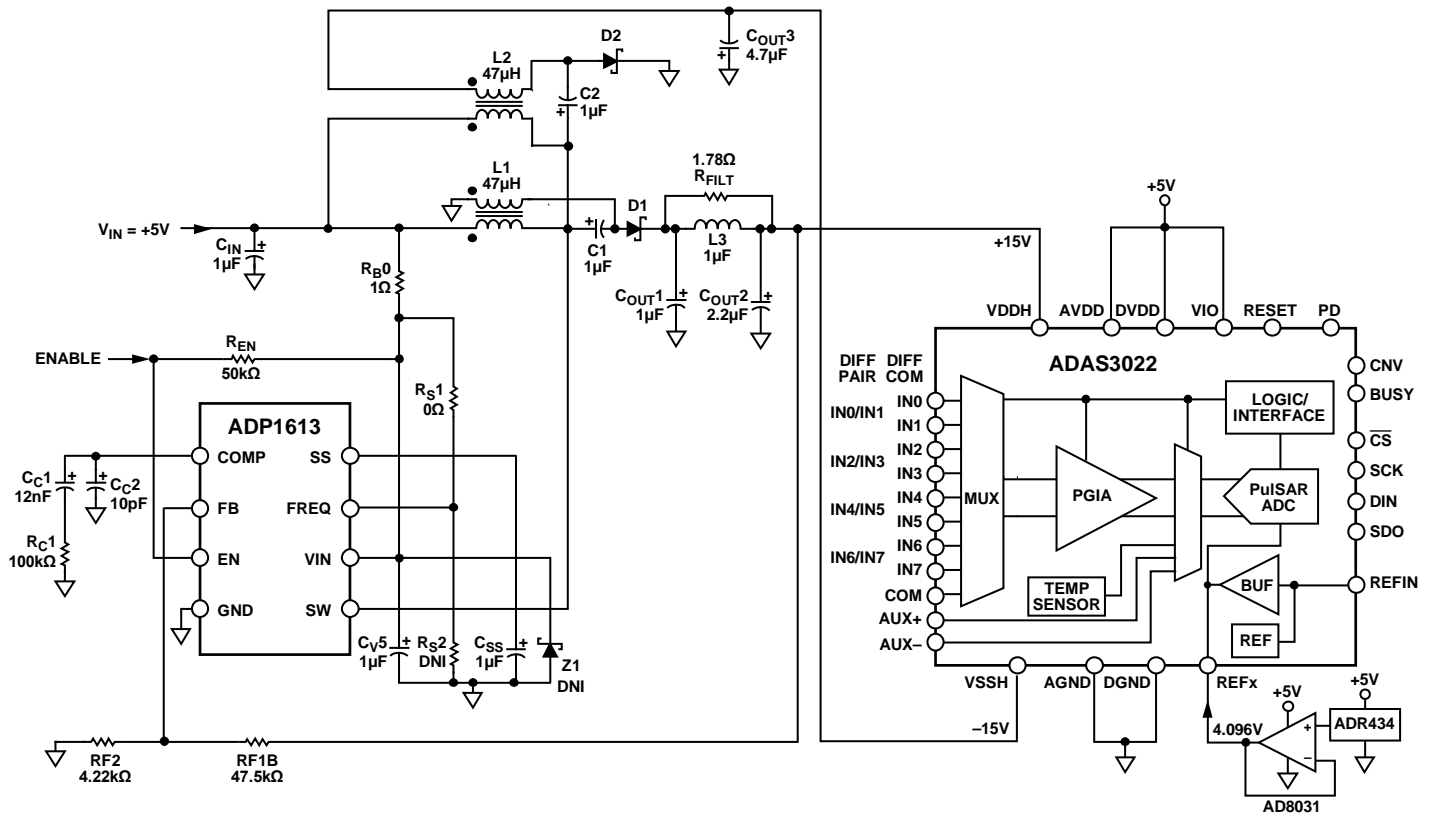 D2
COUT3
4.7µF
L2
47µH
C2
1µF
L1
47µH
1.78Ω
RFILT
D1
L3
1µF
C1
1µF
VIN = +5V
CIN
1µF
RB0
1Ω
COUT1
1µF
COUT2
2.2µF
+15V
+5V
ENABLE
REN
50kΩ
RS1
0Ω
ADP1613
COMP
SS
FB
FREQ
EN
VIN
GND
SW
CC1
12nF
CC2
10pF
RC1
100kΩ
CV5
1µF
RS2
DNI
CSS
1µF
Z1
DNI
RF2
4.22kΩ
RF1B
47.5kΩ
VDDH
AVDD
DVDD
VIO
RESET
PD
ADAS3022
DIFF
PAIR
DIFF
COM
IN0/IN1
IN2/IN3
IN4/IN5
IN6/IN7
IN0
IN1
IN2
IN3
IN4
IN5
IN6
IN7
COM
AUX+
AUX–
MUX
PGIA
LOGIC/
INTERFACE
PulSAR
ADC
TEMP
SENSOR
BUF
REF
CNV
BUSY
CS
SCK
DIN
SDO
REFIN
VSSH
AGND
DGND
REFx
–15V
4.096V
+5V
+5V
+
–
ADR434
AD8031